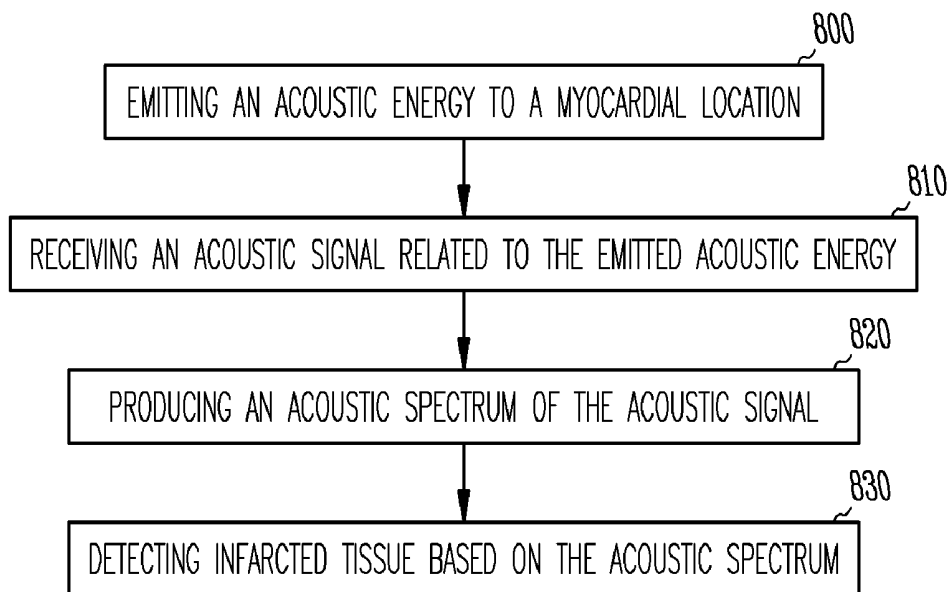 800
EMITTING AN ACOUSTIC ENERGY TO A MYOCARDIAL LOCATION
810
RECEIVING AN ACOUSTIC SIGNAL RELATED TO THE EMITTED ACOUSTIC ENERGY
820
PRODUCING AN ACOUSTIC SPECTRUM OF THE ACOUSTIC SIGNAL
830
DETECTING INFARCTED TISSUE BASED ON THE ACOUSTIC SPECTRUM